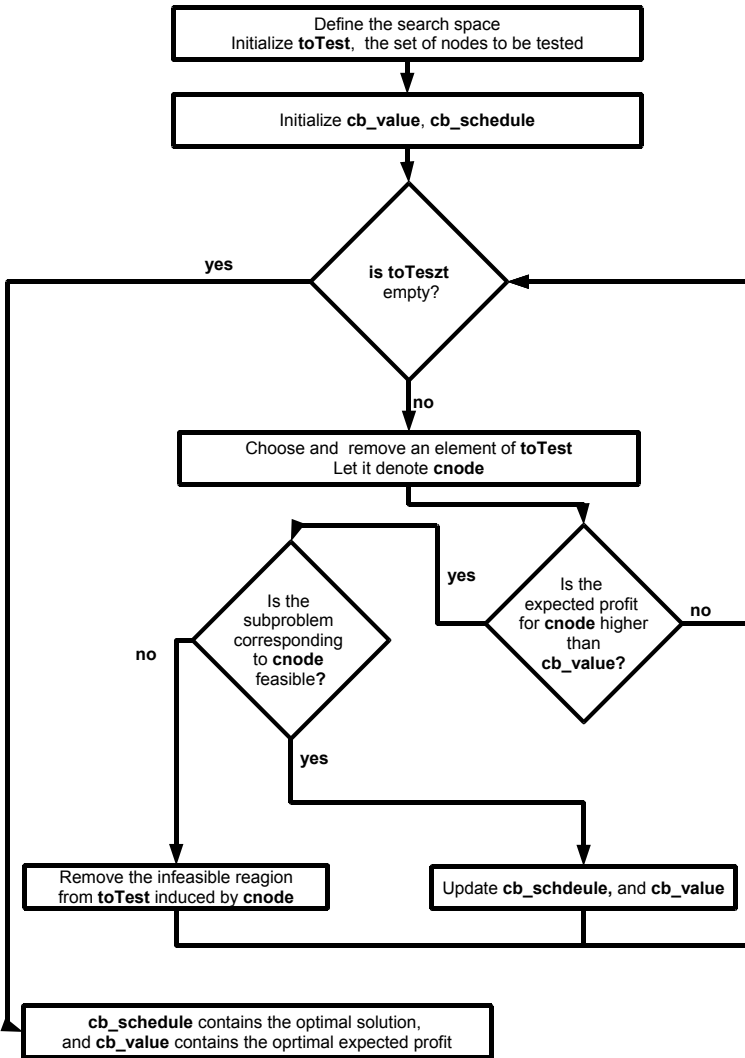 Define the search space
Initialize toTest, the set of nodes to be tested
Initialize cb_value, cb_schedule
yes
is toTeszt
empty?
no
Choose and remove an element of toTest
Let it denote cnode
Is the
expected profit
for cnode higher
than
cb_value?
yes
no
Is the
subproblem
corresponding
to cnode
feasible?
no
yes
Remove the infeasible reagion
from toTest induced by cnode
Update cb_schdeule, and cb_value
cb_schedule contains the optimal solution,
and cb_value contains the oprtimal expected profit